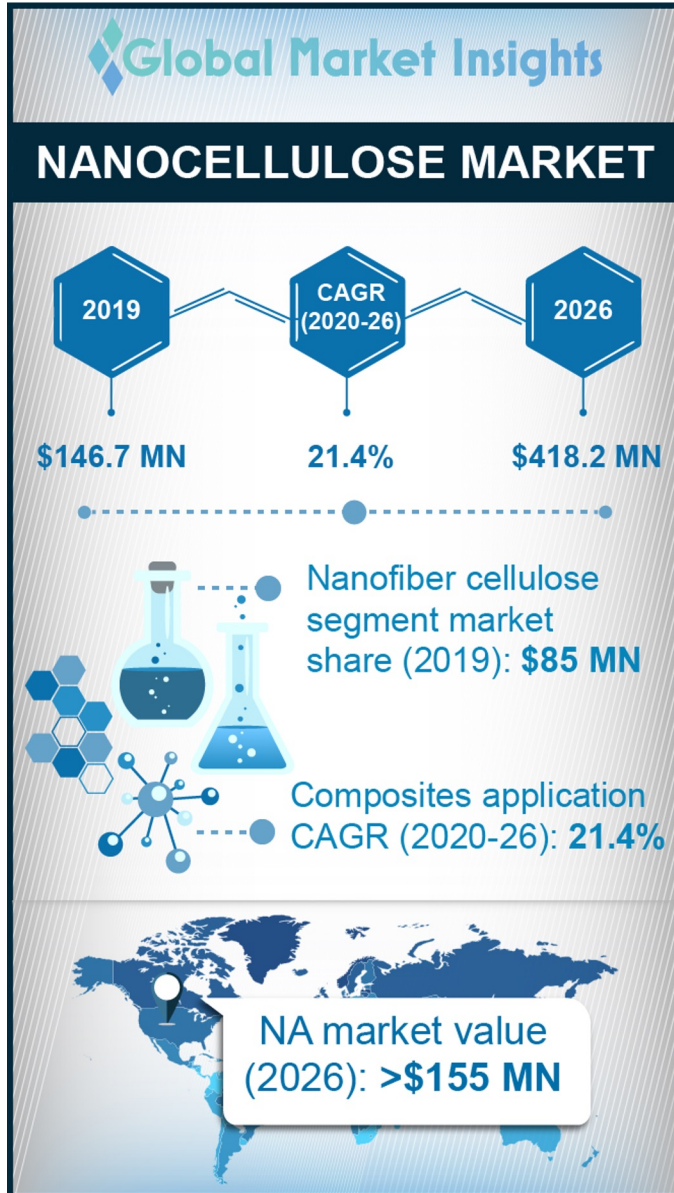 Global Market Insights
NANOCELLULOSE MARKET
2019
CAGR
(2020-26)
2026
$146.7 MN
21.4%
$418.2 MN
Nanofiber cellulose
segment market
share (2019): $85 MN
Composites application
CAGR (2020-26): 21.4%
NA market value
(2026): >$155 MN